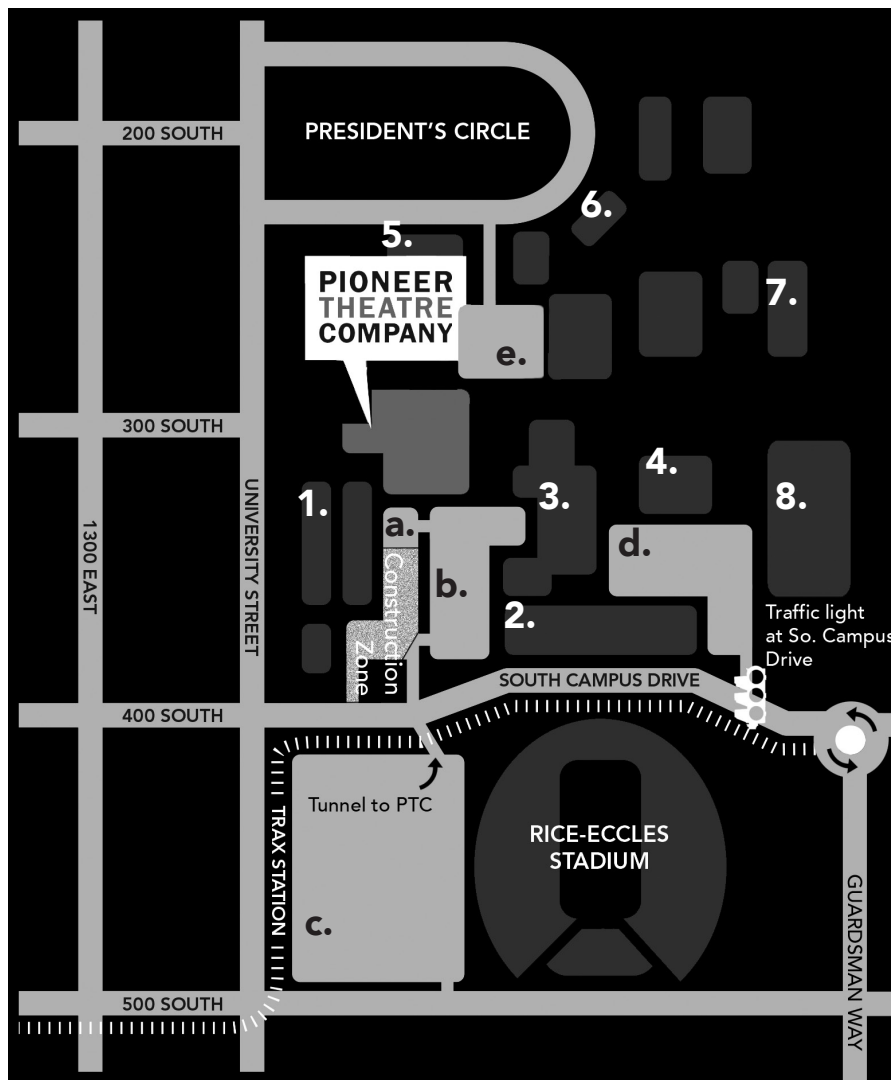 200 SOUTH
PRESIDENT'S CIRCLE
6.
5.
PIONEER
THEATRE
COMPANY
7.
e.
300 SOUTH
1.
3.
4.
8.
a.
b.
d.
1300 EAST
UNIVERSITY STREET
Construction
Zone
2.
Traffic light
at So. Campus
Drive
SOUTH CAMPUS DRIVE
400 SOUTH
Tunnel to PTC
TRAX STATION
RICE-ECCLES
STADIUM
c.
GUARDSMAN WAY
500 SOUTH